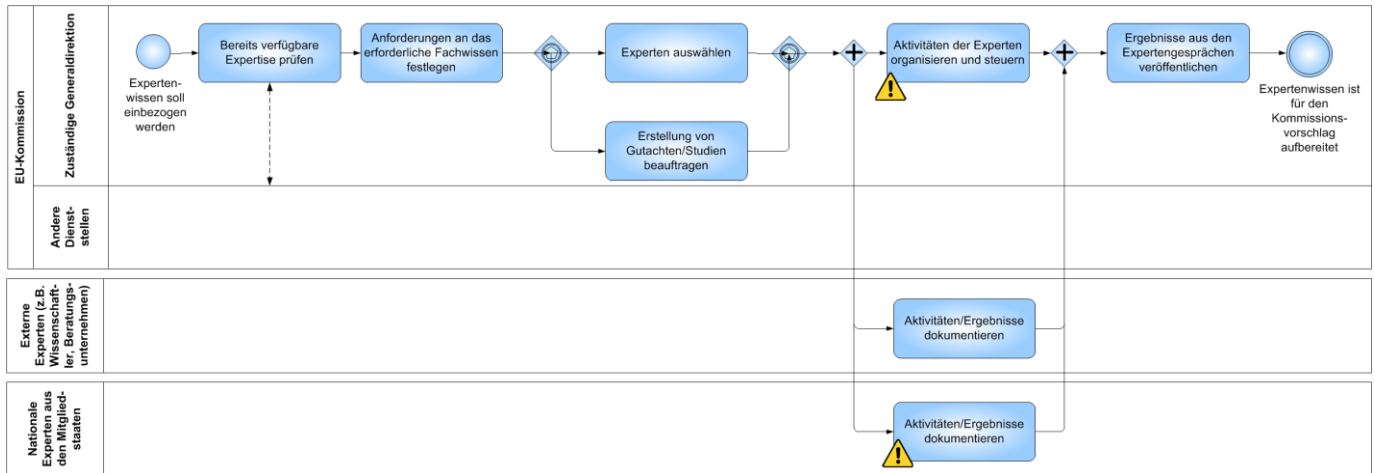 EU-Kommission
Zuständige Generaldirektion
Experten-
wissen soll
einbezogen
werden
Bereits verfügbare
Expertise prüfen
Anforderungen an das
erforderliche Fachwissen
festlegen
Experten auswählen
Erstellung von
Gutachten/Studien
beauftragen
Aktivitäten der Experten
organisieren und steuern
Ergebnisse aus den
Expertengesprächen
veröffentlichen
Expertenwissen ist
für den
Kommissions-
vorschlag
aufbereitet
Andere
Dienst-
stellen
Externe
Experten (z.B.
Wissenschaft-
ler, Beratungs-
unternehmen)
Aktivitäten/Ergebnisse
dokumentieren
Nationale
Experten aus
den Mitglied-
staaten
Aktivitäten/Ergebnisse
dokumentieren